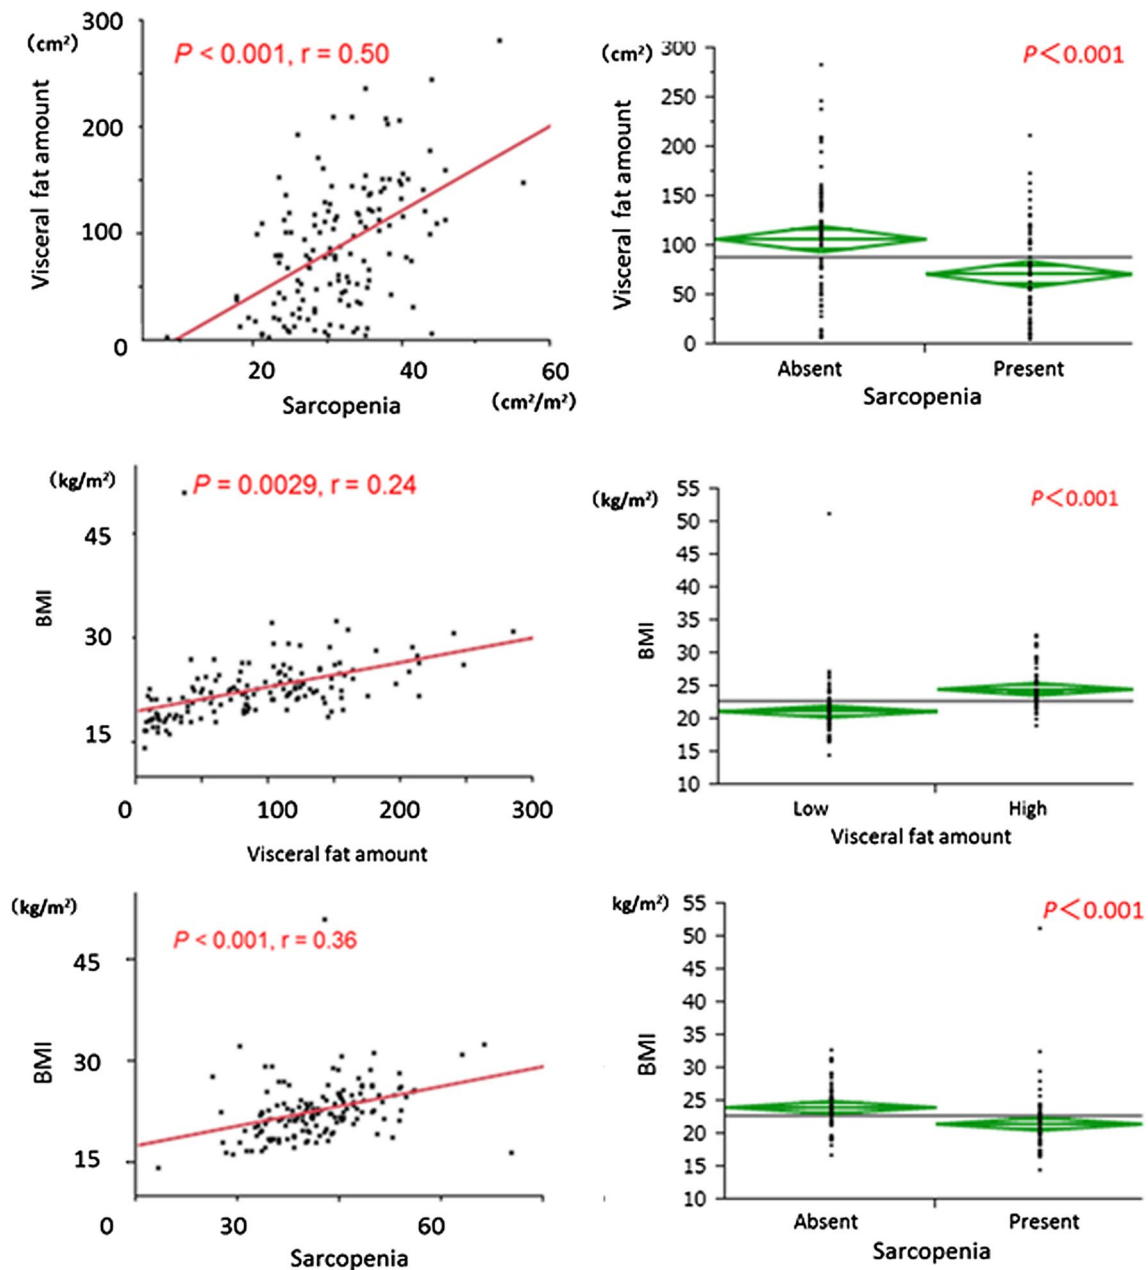 (cm²)
300
P < 0.001, r = 0.50
Visceral fat amount
200
100
0
20
40
60
Sarcopenia
(cm²/m²)
(cm²)
300
P<0.001
Visceral fat amount
250
200
150
100
50
0
Absent
Present
Sarcopenia
(kg/m²)
P = 0.0029, r = 0.24
45
BMI
30
15
0
100
200
300
Visceral fat amount
(kg/m²)
55
P<0.001
50
45
40
35
BMI
30
25
20
15
10
Low
High
Visceral fat amount
(kg/m²)
P < 0.001, r = 0.36
45
BMI
30
15
0
30
60
Sarcopenia
kg/m²)
55
P<0.001
50
45
40
35
BMI
30
25
20
15
10
Absent
Present
Sarcopenia